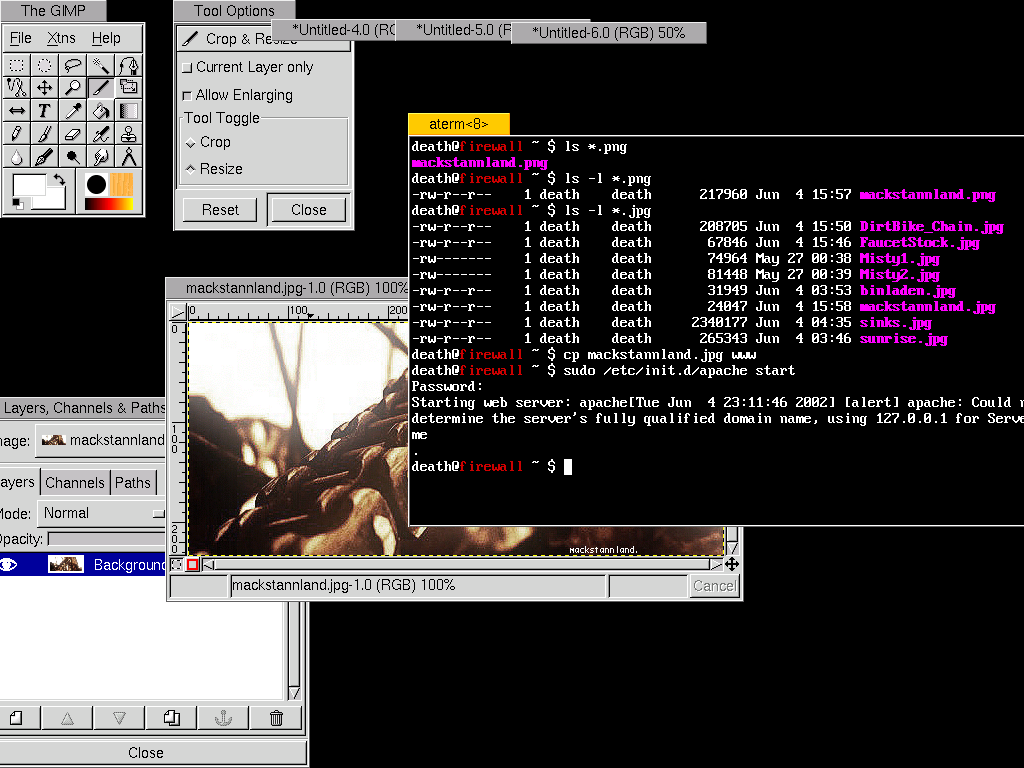 The GIMP
File Xtns Help
Tool Options
Crop & Resize
Current Layer only
Allow Enlarging
Tool Toggle
Crop
Resize
Reset Close
*Untitled-4.0 (RG
*Untitled-5.0 (F
*Untitled-6.0 (RGB) 50%
aterm<8>
death@firewall ~ $ ls *.png
mackstannland.png
death@firewall ~ $ ls -l *.png
-rw-r--r-- 1 death death 217960 Jun 4 15:57 mackstannland.png
death@firewall ~ $ ls -l *.jpg
-rw-r--r-- 1 death death 208705 Jun 4 15:50 DirtBike_Chain.jpg
-rw-r--r-- 1 death death 67846 Jun 4 15:46 FaucetStock.jpg
-rw------- 1 death death 74964 May 27 00:38 Misty1.jpg
-rw------- 1 death death 81448 May 27 00:39 Misty2.jpg
-rw-r--r-- 1 death death 31949 Jun 4 03:53 binladen.jpg
-rw-r--r-- 1 death death 24047 Jun 4 15:58 mackstannland.jpg
-rw-r--r-- 1 death death 2340177 Jun 4 04:35 sinks.jpg
-rw-r--r-- 1 death death 265343 Jun 4 03:46 sunrise.jpg
death@firewall ~ $ cp mackstannland.jpg www
death@firewall ~ $ sudo /etc/init.d/apache start
Password:
Starting web server: apache[Tue Jun 4 23:11:46 2002] [alert] apache: Could n
determine the server's fully qualified domain name, using 127.0.0.1 for Serve
me
.
death@firewall ~ $
mackstannland.jpg-1.0 (RGB) 100%
0 100 200
0
100
200
Mackstannland.
mackstannland.jpg-1.0 (RGB) 100%
Cancel
Layers, Channels & Paths
mage: mackstannland
ayers Channels Paths
Mode: Normal
Opacity:
Background
Close